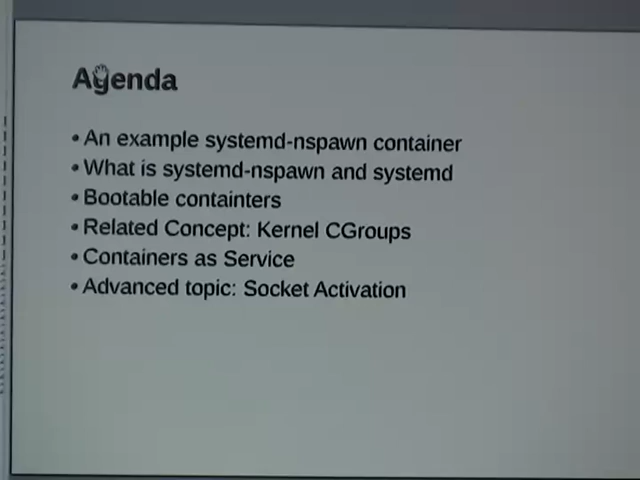 Agenda
• An example systemd-nspawn container
• What is systemd-nspawn and systemd
• Bootable containters
• Related Concept: Kernel CGroups
• Containers as Service
• Advanced topic: Socket Activation